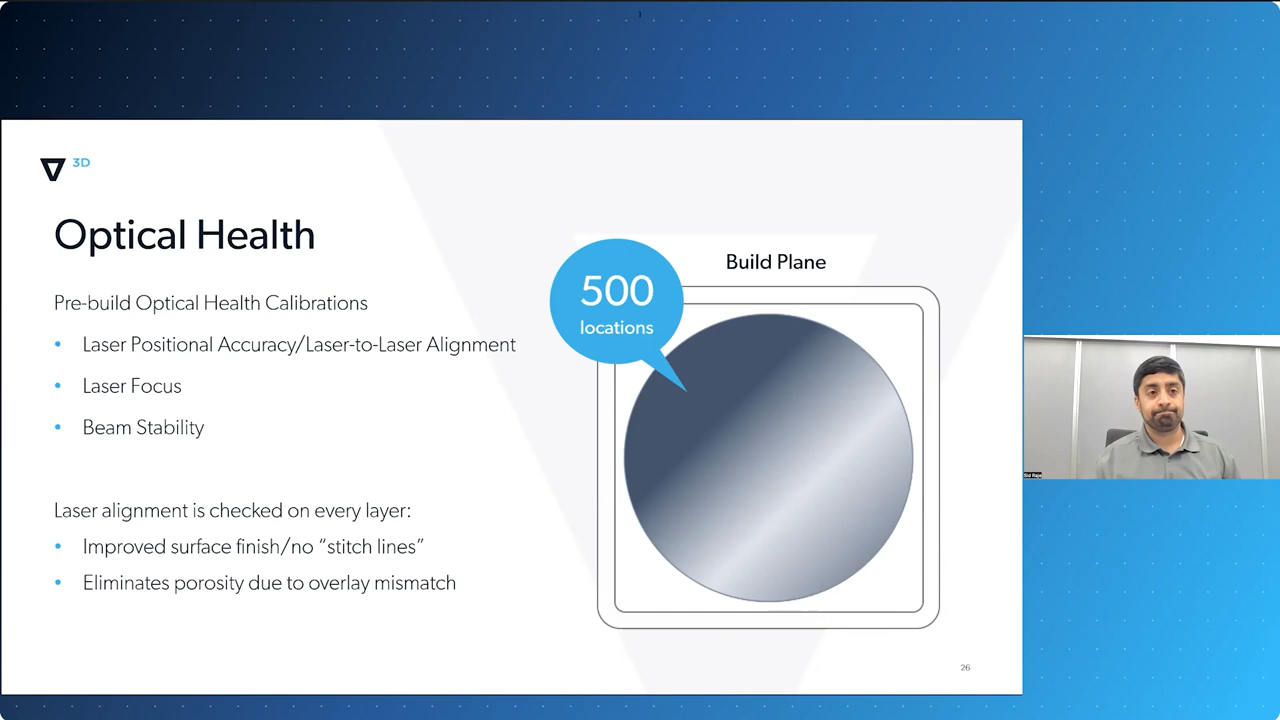 3D
Optical Health
Pre-build Optical Health Calibrations
• Laser Positional Accuracy/Laser-to-Laser Alignment
• Laser Focus
• Beam Stability
Laser alignment is checked on every layer:
• Improved surface finish/no “stitch lines”
• Eliminates porosity due to overlay mismatch
500
locations
Build Plane
26
Sid Raje